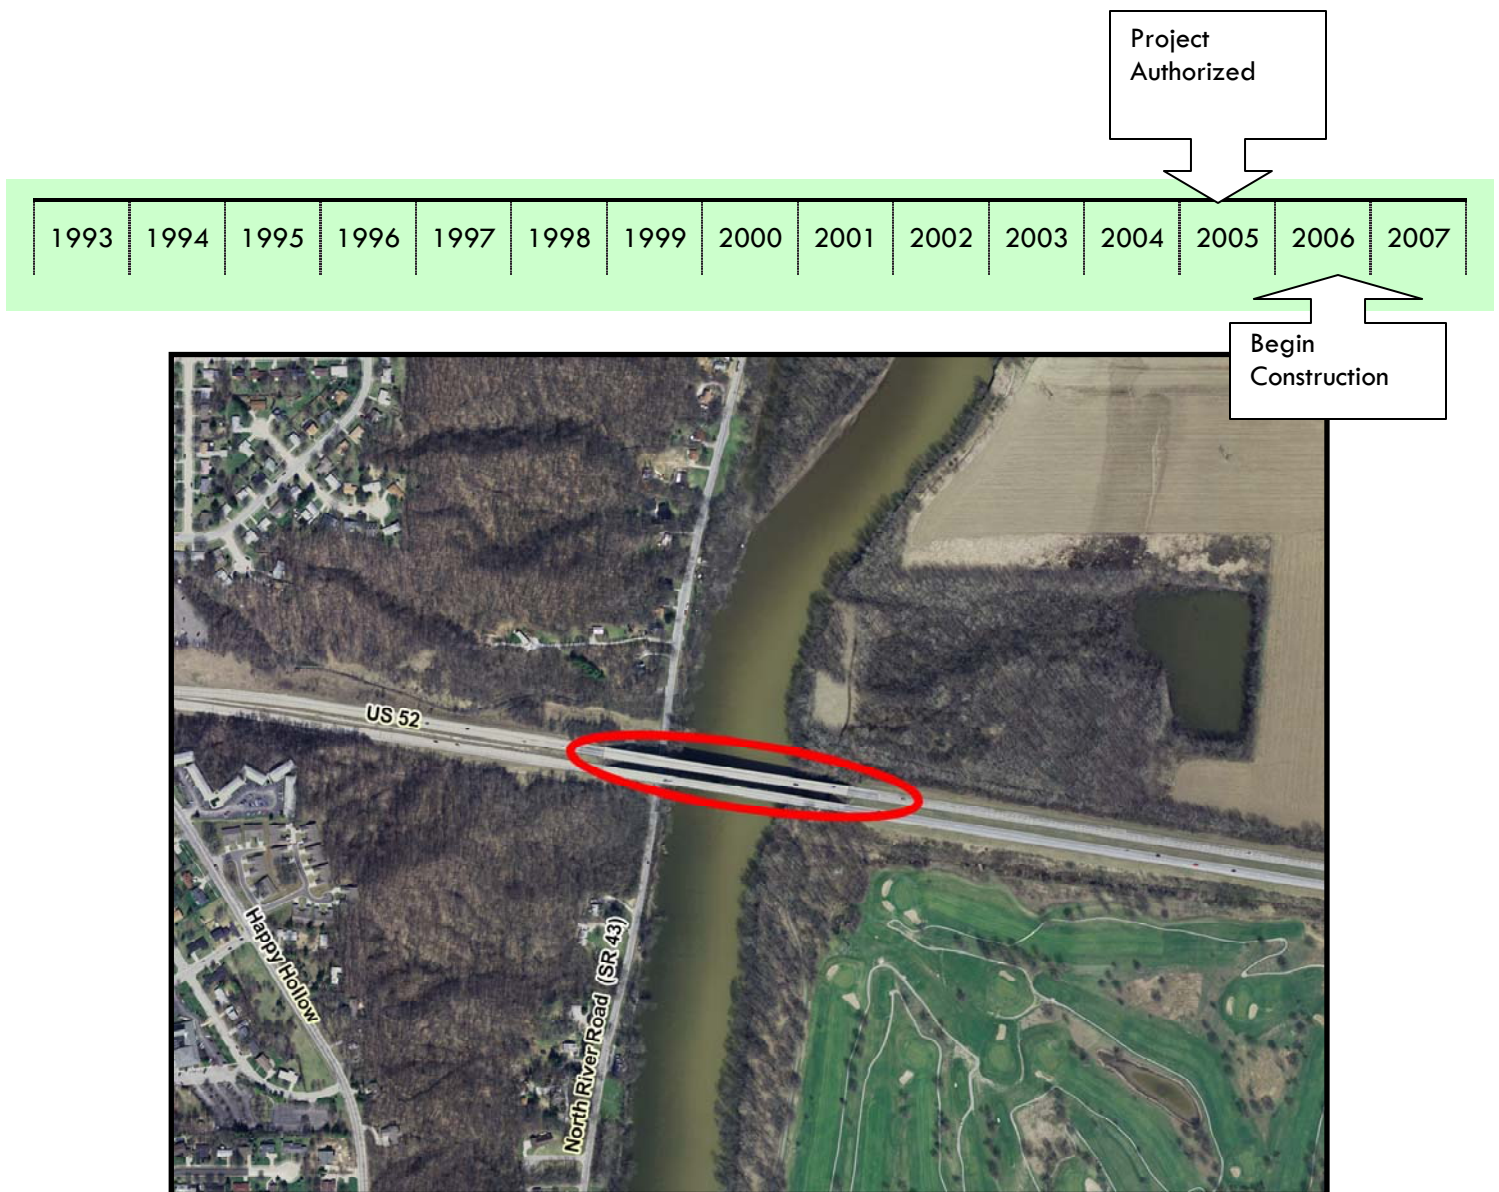 Project
Authorized
1993 1994 1995 1996 1997 1998 1999 2000 2001 2002 2003 2004 2005 2006 2007
Begin
Construction
US 52
Happy Hollow
North River Road (SR 43)